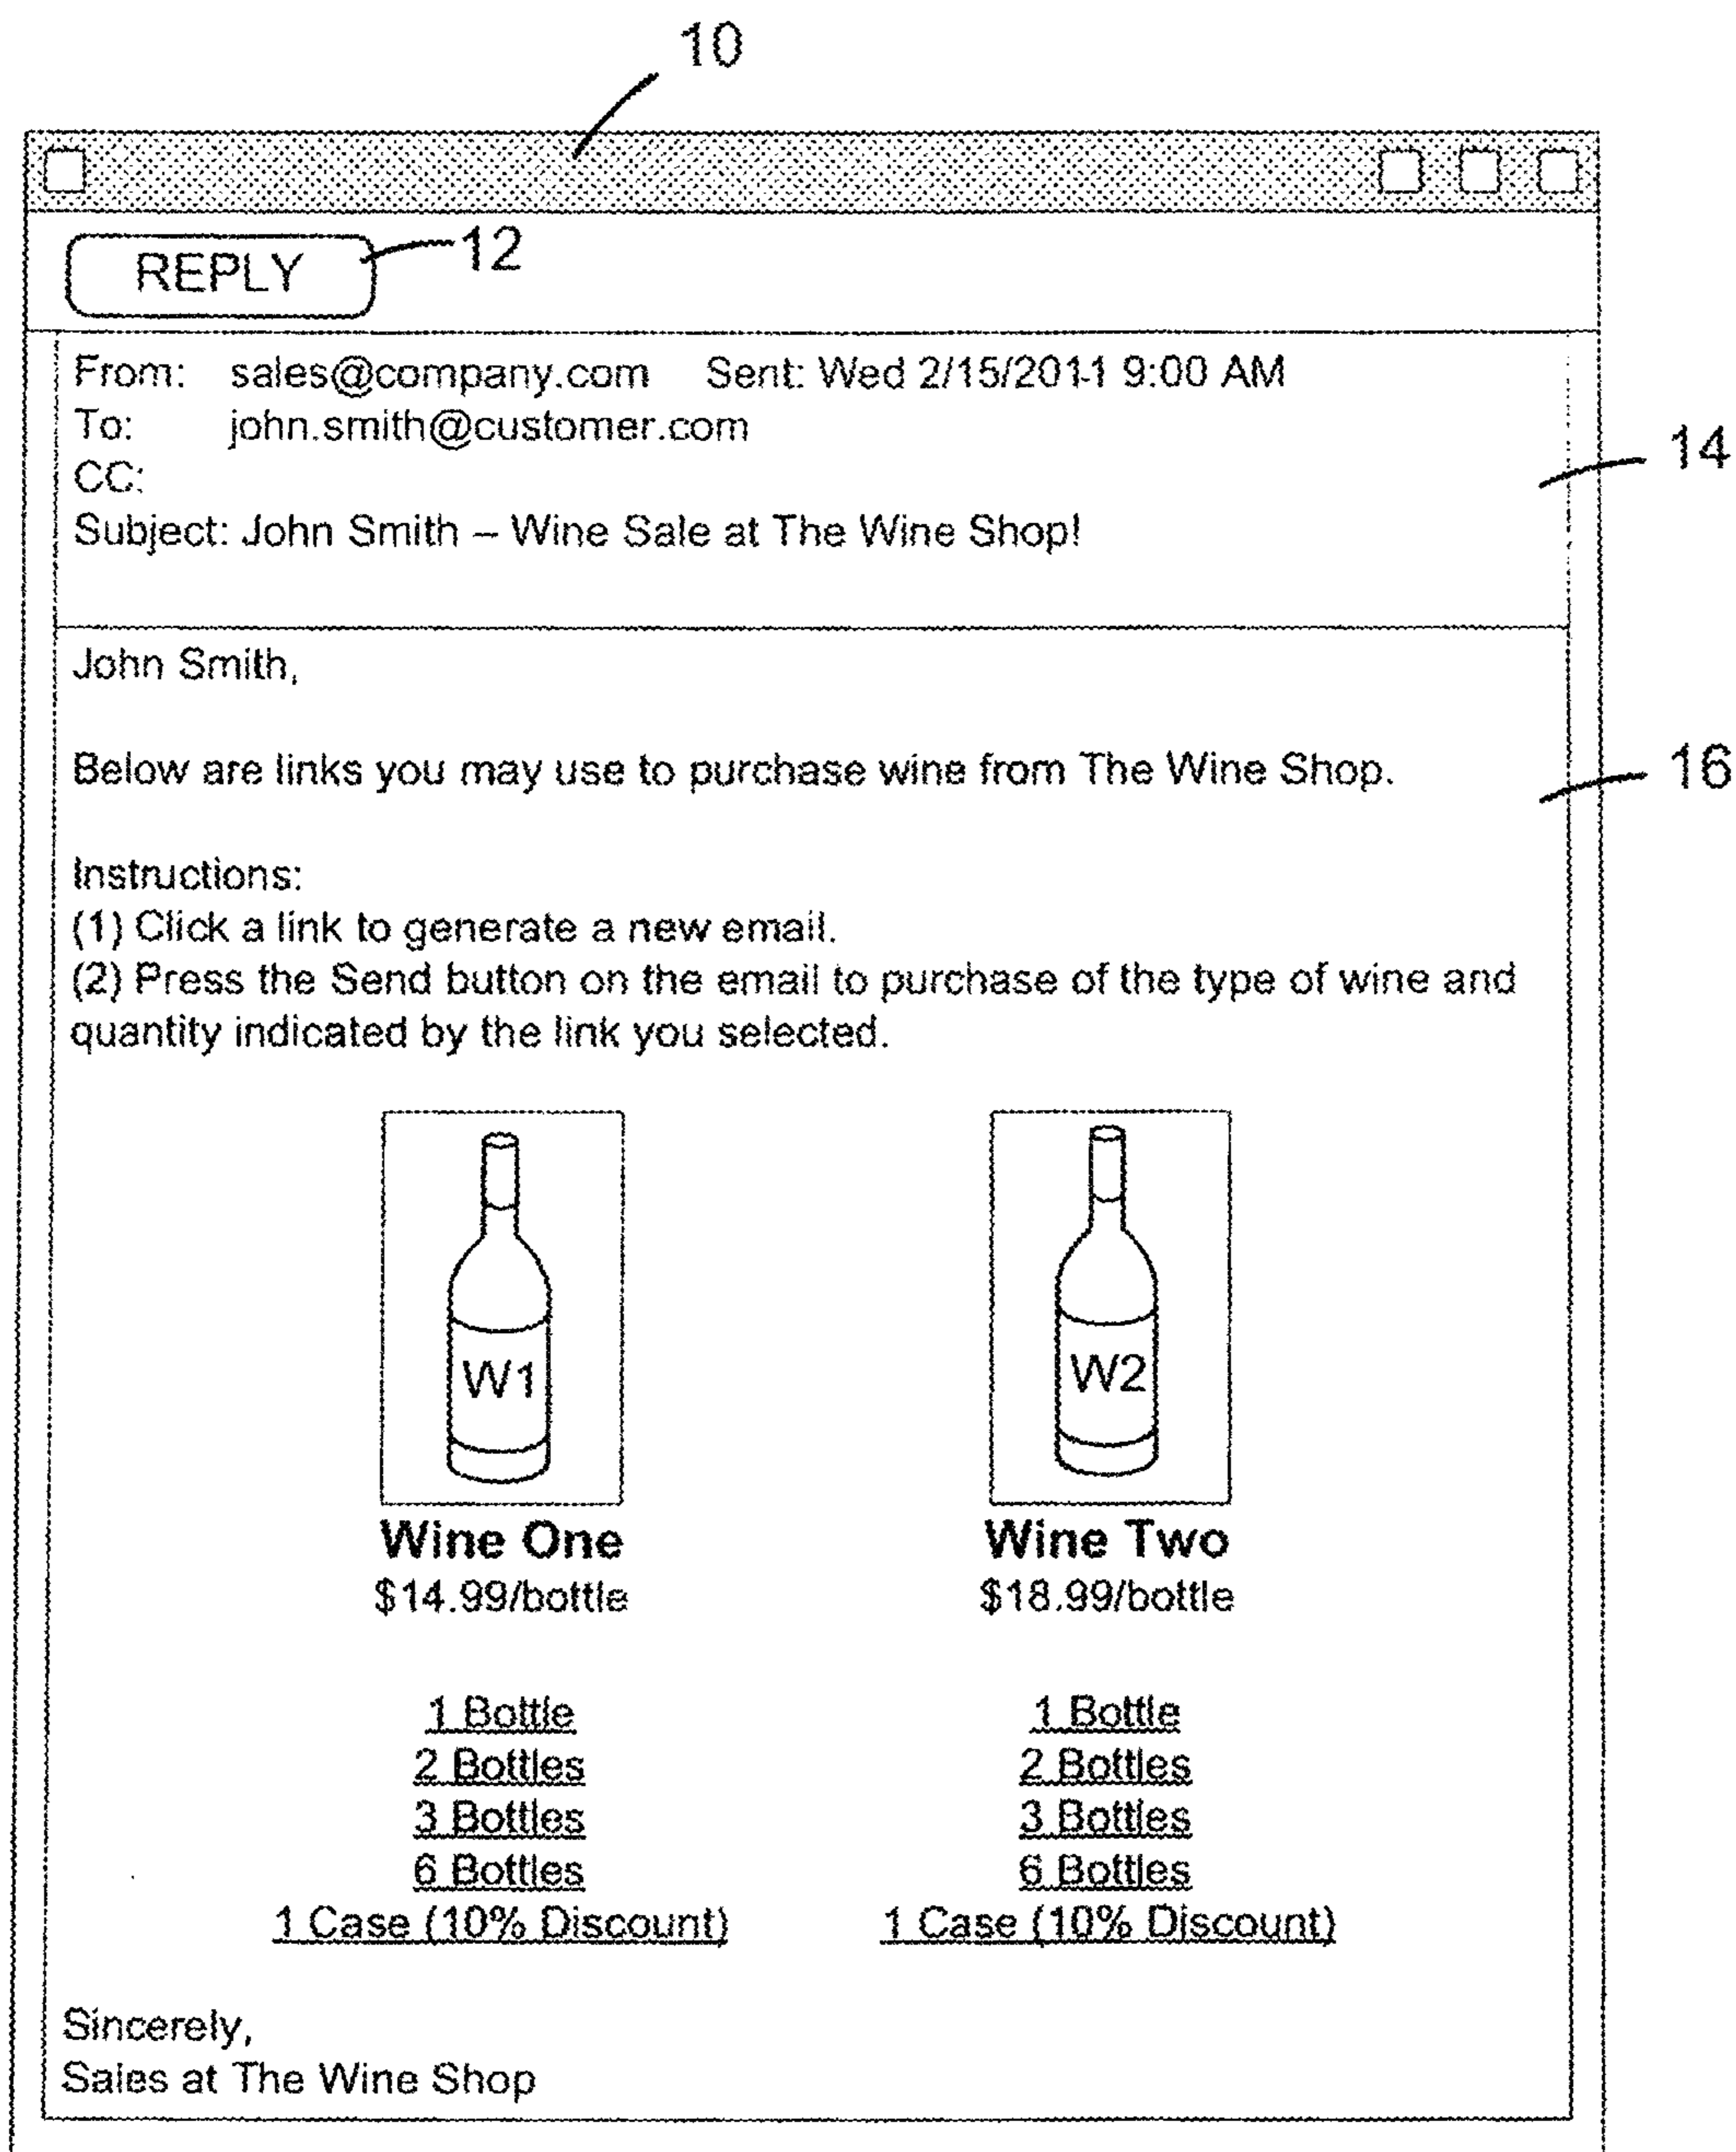 10
REPLY
12
From: sales@company.com Sent: Wed 2/15/2011 9:00 AM
To: john.smith@customer.com
CC:
Subject: John Smith – Wine Sale at The Wine Shop!
14
John Smith,
Below are links you may use to purchase wine from The Wine Shop.
16
Instructions:
(1) Click a link to generate a new email.
(2) Press the Send button on the email to purchase of the type of wine and
quantity indicated by the link you selected.
W1
W2
Wine One
Wine Two
$14.99/bottle
$18.99/bottle
1 Bottle
1 Bottle
2 Bottles
2 Bottles
3 Bottles
3 Bottles
6 Bottles
6 Bottles
1 Case (10% Discount)
1 Case (10% Discount)
Sincerely,
Sales at The Wine Shop